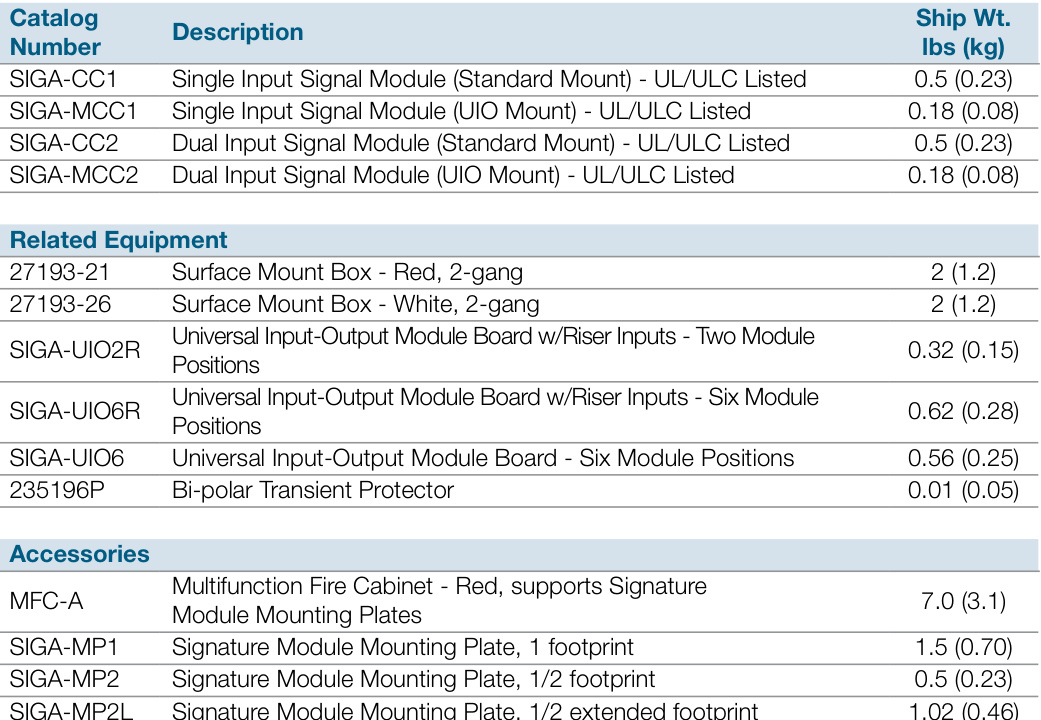 Catalog Number Description Ship Wt. lbs (kg)
SIGA-CC1 Single Input Signal Module (Standard Mount) - UL/ULC Listed 0.5 (0.23)
SIGA-MCC1 Single Input Signal Module (UIO Mount) - UL/ULC Listed 0.18 (0.08)
SIGA-CC2 Dual Input Signal Module (Standard Mount) - UL/ULC Listed 0.5 (0.23)
SIGA-MCC2 Dual Input Signal Module (UIO Mount) - UL/ULC Listed 0.18 (0.08)
Related Equipment
27193-21 Surface Mount Box - Red, 2-gang 2 (1.2)
27193-26 Surface Mount Box - White, 2-gang 2 (1.2)
SIGA-UIO2R Universal Input-Output Module Board w/Riser Inputs - Two Module Positions 0.32 (0.15)
SIGA-UIO6R Universal Input-Output Module Board w/Riser Inputs - Six Module Positions 0.62 (0.28)
SIGA-UIO6 Universal Input-Output Module Board - Six Module Positions 0.56 (0.25)
235196P Bi-polar Transient Protector 0.01 (0.05)
Accessories
MFC-A Multifunction Fire Cabinet - Red, supports Signature Module Mounting Plates 7.0 (3.1)
SIGA-MP1 Signature Module Mounting Plate, 1 footprint 1.5 (0.70)
SIGA-MP2 Signature Module Mounting Plate, 1/2 footprint 0.5 (0.23)
SIGA-MP2L Signature Module Mounting Plate, 1/2 extended footprint 1.02 (0.46)